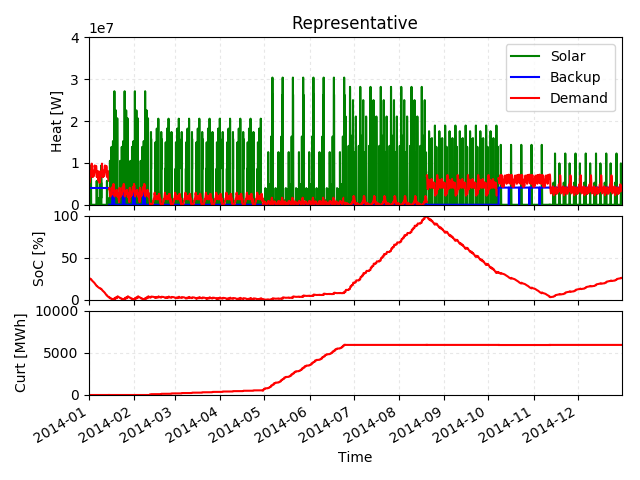 Representative
1e7
Heat [W]
4
3
2
1
0
Solar
Backup
Demand
SoC [%]
100
50
0
Curt [MWh]
10000
5000
0
2014-01
2014-02
2014-03
2014-04
2014-05
2014-06
2014-07
2014-08
2014-09
2014-10
2014-11
2014-12
Time